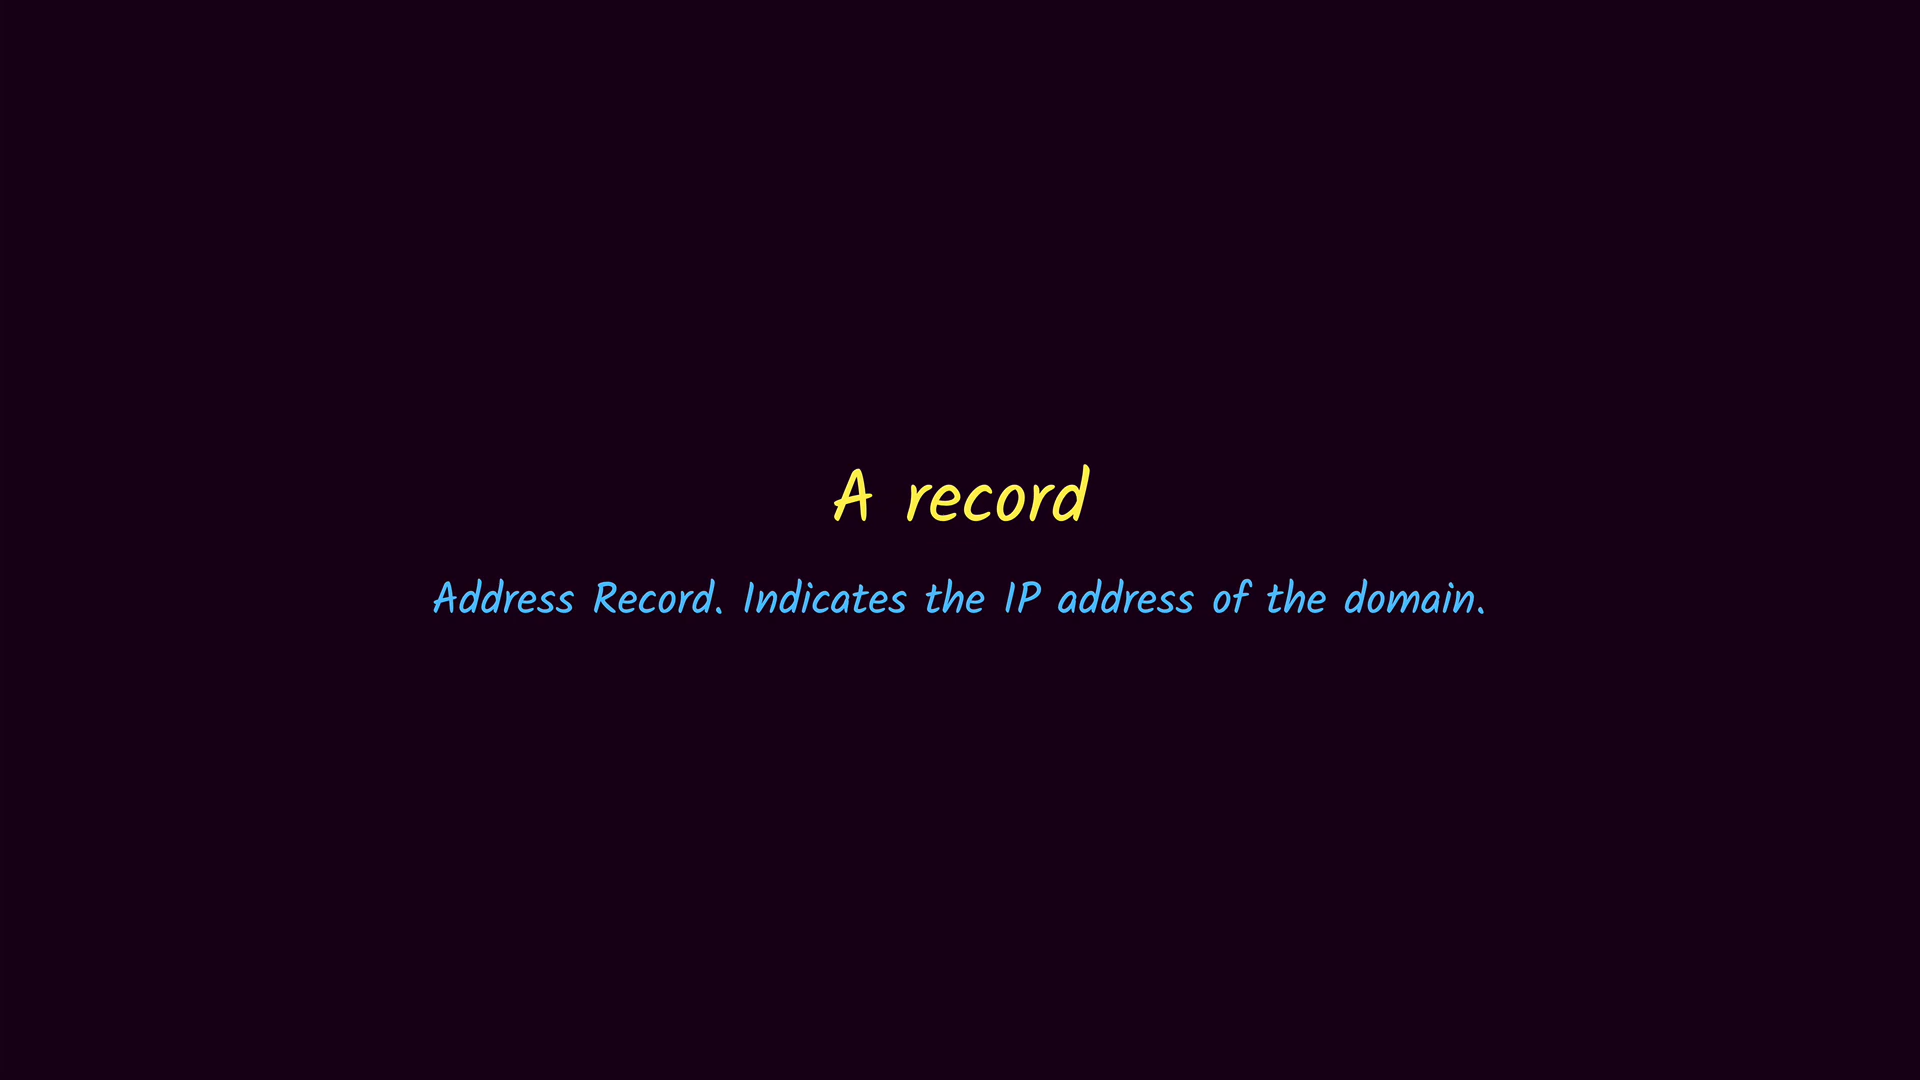 A record
Address Record. Indicates the IP address of the domain.